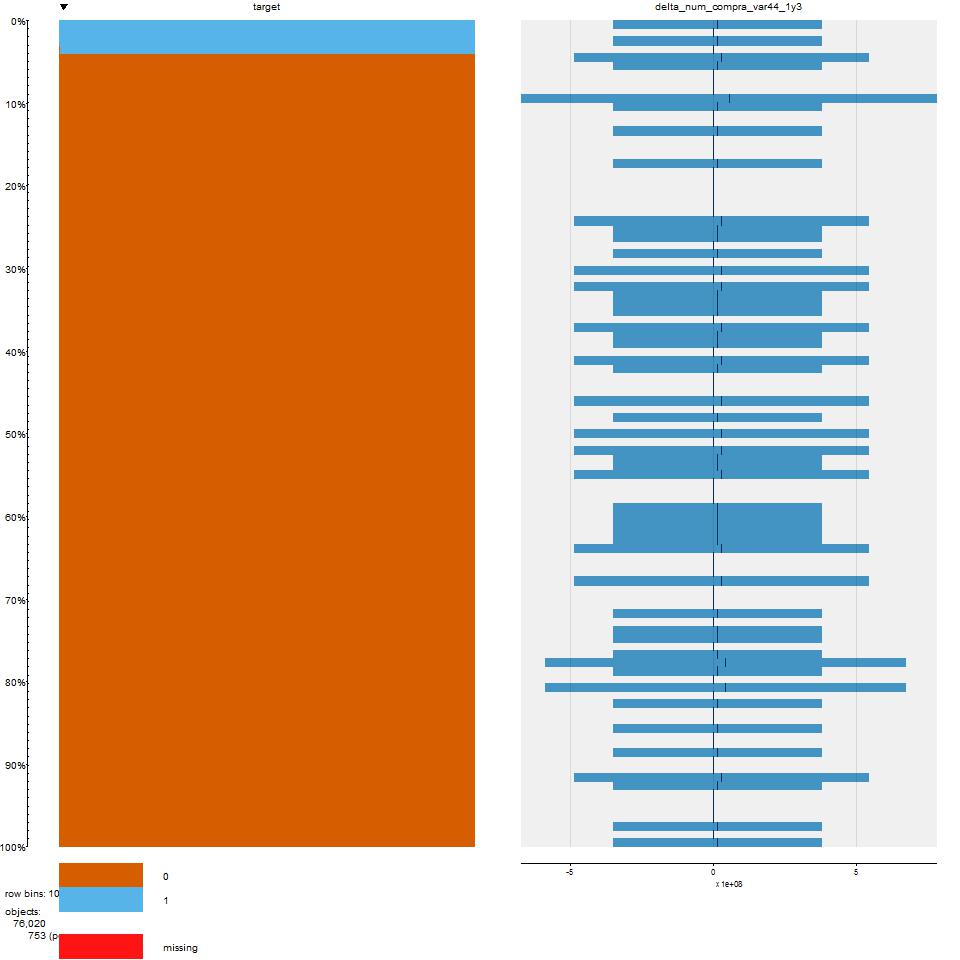 target
delta_num_compra_var44_1y3
0%
10%
20%
30%
40%
50%
60%
70%
80%
90%
100%
-5
0
5
x 1e+08
0
row bins: 10
1
objects:
76,020
753 (p
missing